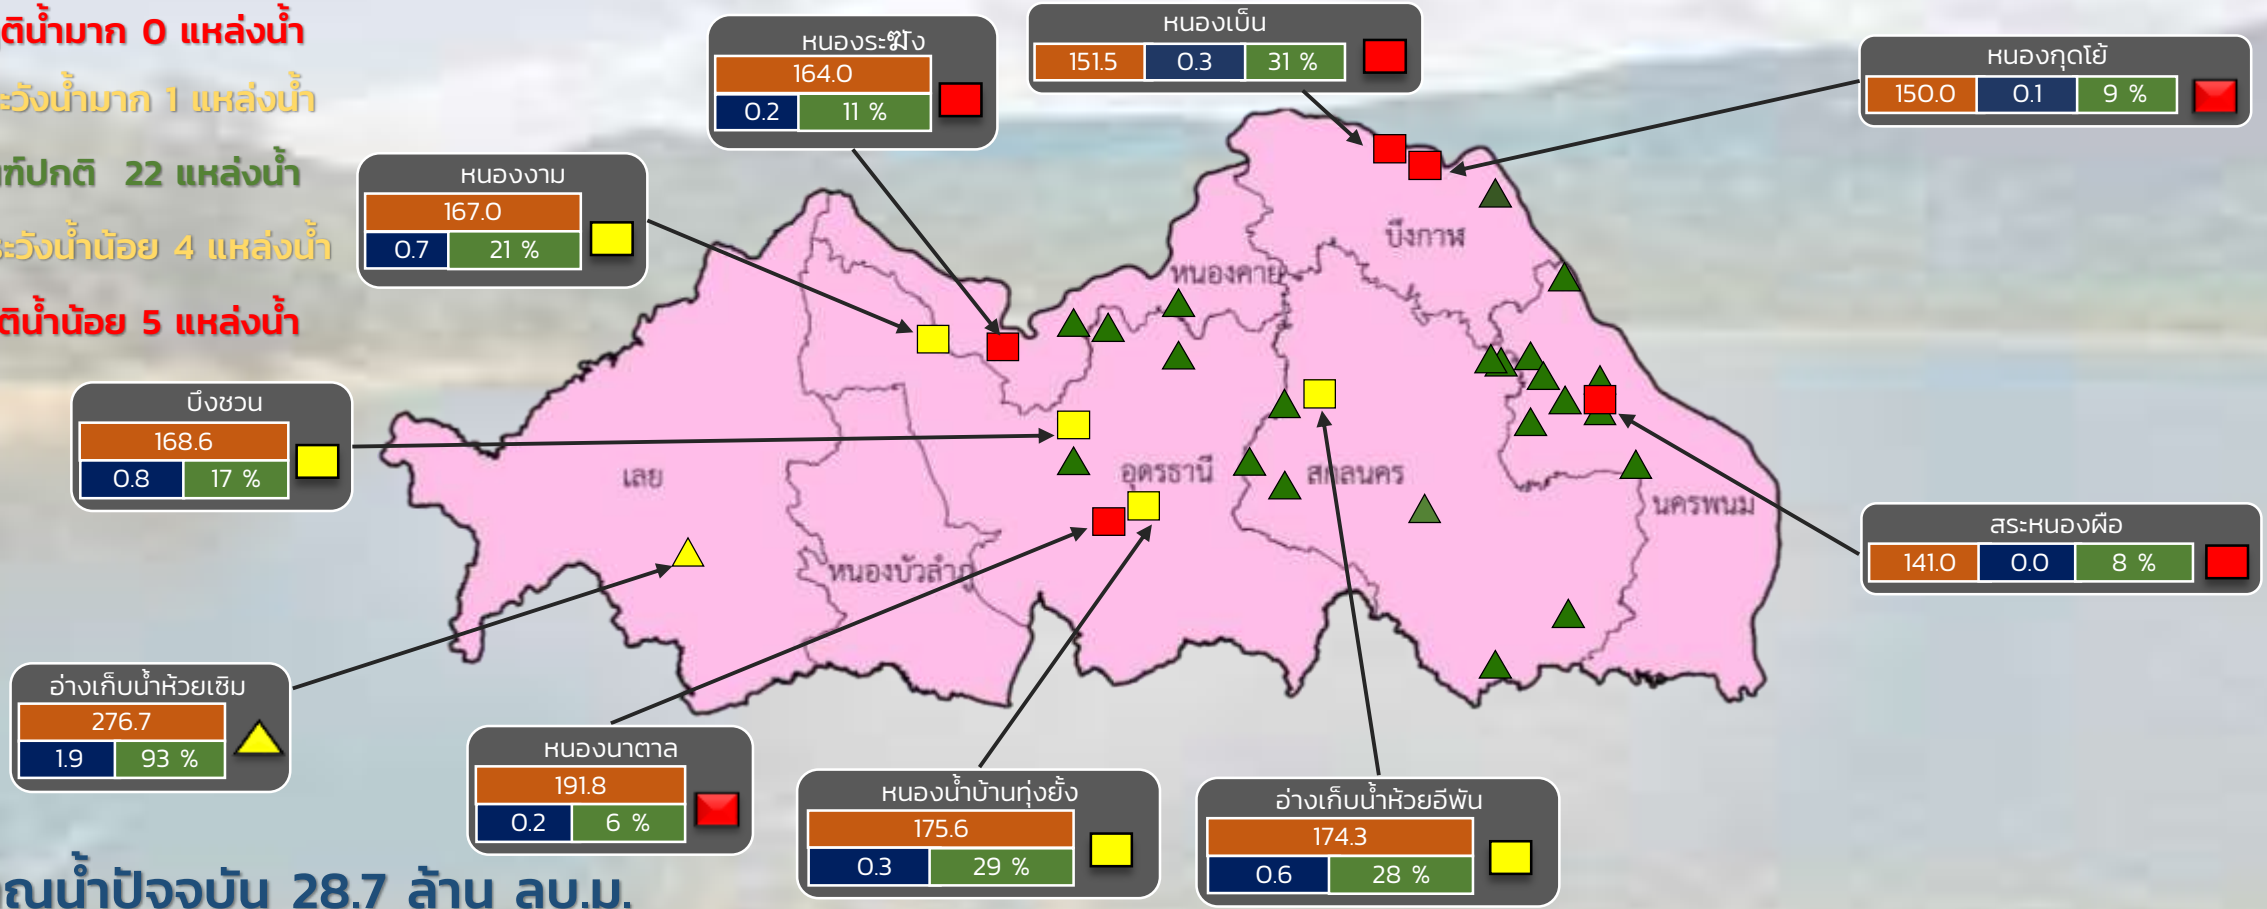 ติน้ำมาก 0 แหล่งน้ำ
ะวังน้ำมาก 1 แหล่งน้ำ
ฑ์ปกติ 22 แหล่งน้ำ
ระวังน้ำน้อย 4 แหล่งน้ำ
ติน้ำน้อย 5 แหล่งน้ำ
หนองระฆัง
164.0
0.2 11 %
หนองเบ็น
151.5 0.3 31 %
หนองกุดโย้
150.0 0.1 9 %
หนองงาม
167.0
0.7 21 %
บึงชวน
168.6
0.8 17 %
บึงกาฬ
หนองคาย
เลย
อุดรธานี
สกลนคร
นครพนม
หนองบัวลำภู
สระหนองผือ
141.0 0.0 8 %
อ่างเก็บน้ำห้วยเซิม
276.7
1.9 93 %
หนองนาตาล
191.8
0.2 6 %
หนองน้ำบ้านทุ่งยั้ง
175.6
0.3 29 %
อ่างเก็บน้ำห้วยอีพัน
174.3
0.6 28 %
าณน้ำปัจจบัน 28.7 ล้าน ลบ.ม.